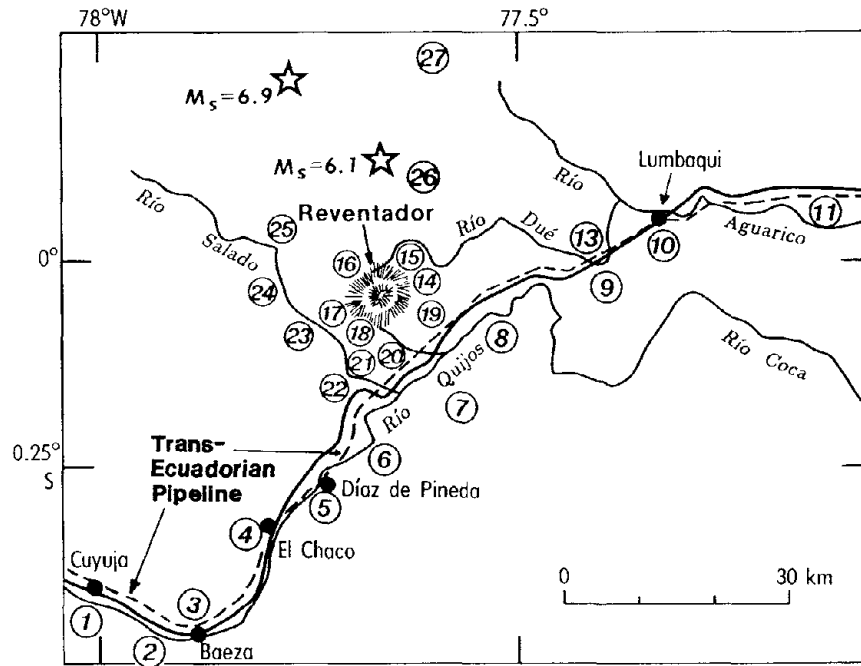 78°W
77.5°
27
Mₛ=6.9
Mₛ=6.1
26
Lumbaqui
Río
Reventador
Río
Dué
Río
Salado
25
13
10
11
Aguarico
0°
16
15
14
9
24
17
19
23
18
8
21
20
Quijos
Río Coca
22
7
Río
6
Trans-
Ecuadorian
Pipeline
0.25°
S
5
Díaz de Pineda
4
El Chaco
Cuyuja
0
30 km
3
1
2
Baeza